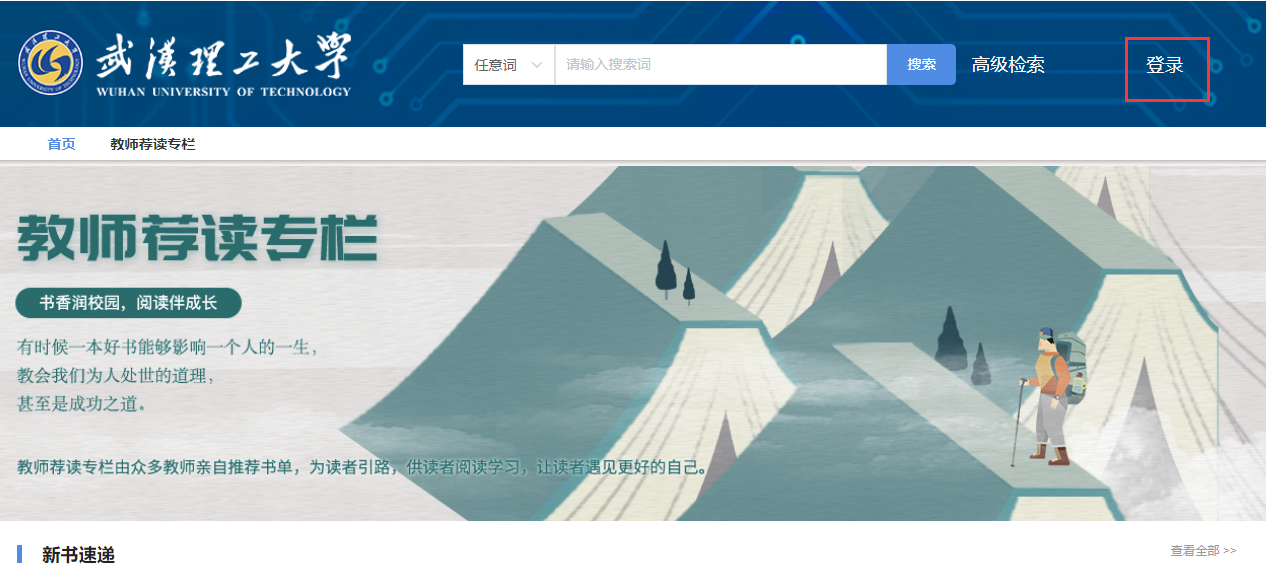 武漢理工大學
WUHAN UNIVERSITY OF TECHNOLOGY
任意词 请输入搜索词 搜索 高级检索 登录
首页 教师荐读专栏
教师荐读专栏
书香润校园，阅读伴成长
有时候一本好书能够影响一个人的一生，
教会我们为人处世的道理，
甚至是成功之道。
教师荐读专栏由众多教师亲自推荐书单，为读者引路，供读者阅读学习，让读者遇见更好的自己。
新书速递 查看全部 >>